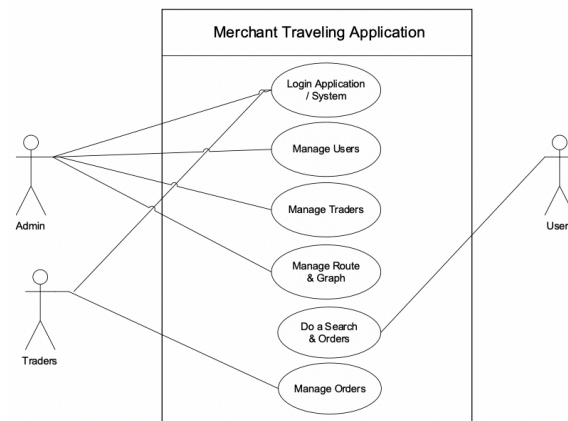 Merchant Traveling Application
Login Application
/ System
Manage Users
Admin
Manage Traders
User
Manage Route
& Graph
Do a Search
& Orders
Traders
Manage Orders